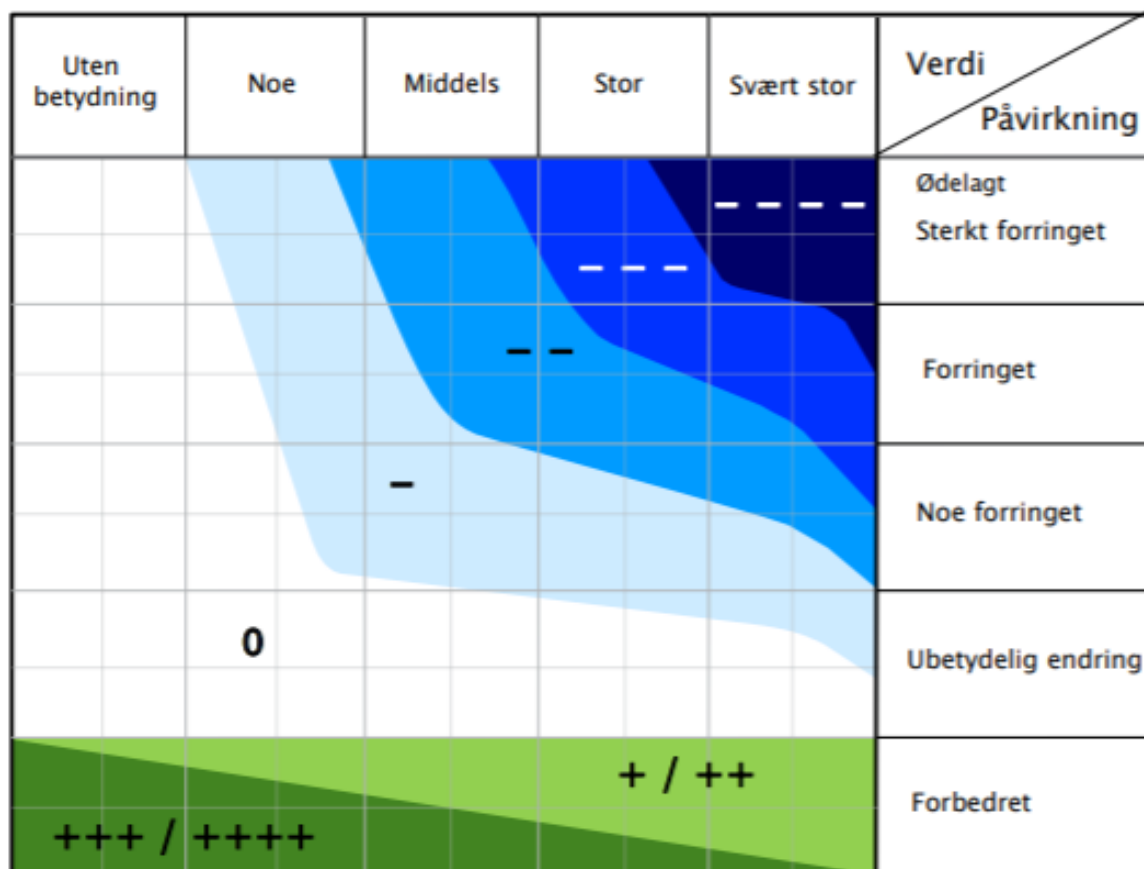 Uten
betydning
Noe
Middels
Stor
Svært stor
Verdi
Påvirkning
Ødelagt
– – – –
Sterkt forringet
– – –
– –
Forringet
–
Noe forringet
0
Ubetydelig endring
+ / ++
Forbedret
+++ / ++++